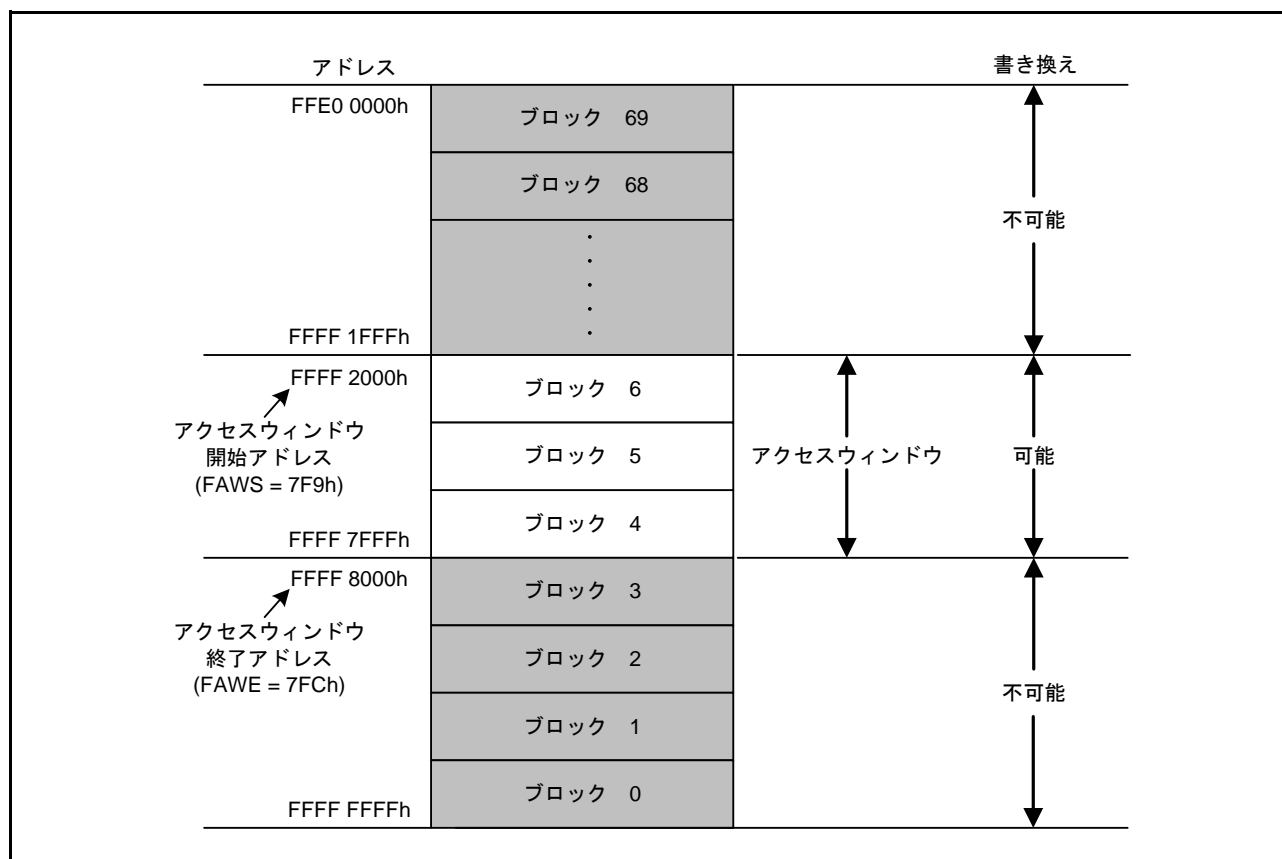 アドレス
書き換え
FFE0 0000h
ブロック 69
ブロック 68
不可能
FFFF 1FFFh
FFFF 2000h
ブロック 6
アクセスウィンドウ
開始アドレス
(FAWS = 7F9h)
ブロック 5
アクセスウィンドウ
可能
ブロック 4
FFFF 7FFFh
FFFF 8000h
ブロック 3
アクセスウィンドウ
終了アドレス
(FAWE = 7FCh)
ブロック 2
不可能
ブロック 1
ブロック 0
FFFF FFFFh